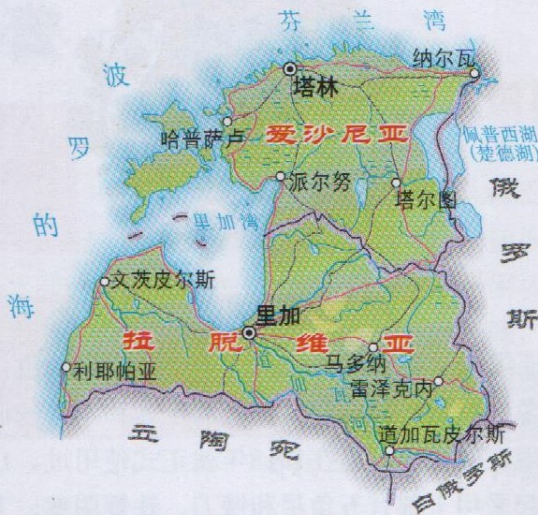 芬兰湾
波罗的海
纳尔瓦
塔林
哈普萨卢
爱沙尼亚
佩普西湖
(楚德湖)
派尔努
塔尔图
俄罗斯
里加湾
文茨皮尔斯
里加
拉脱维亚
马多纳
利耶帕亚
雷泽克内
立陶宛
道加瓦皮尔斯
白俄罗斯